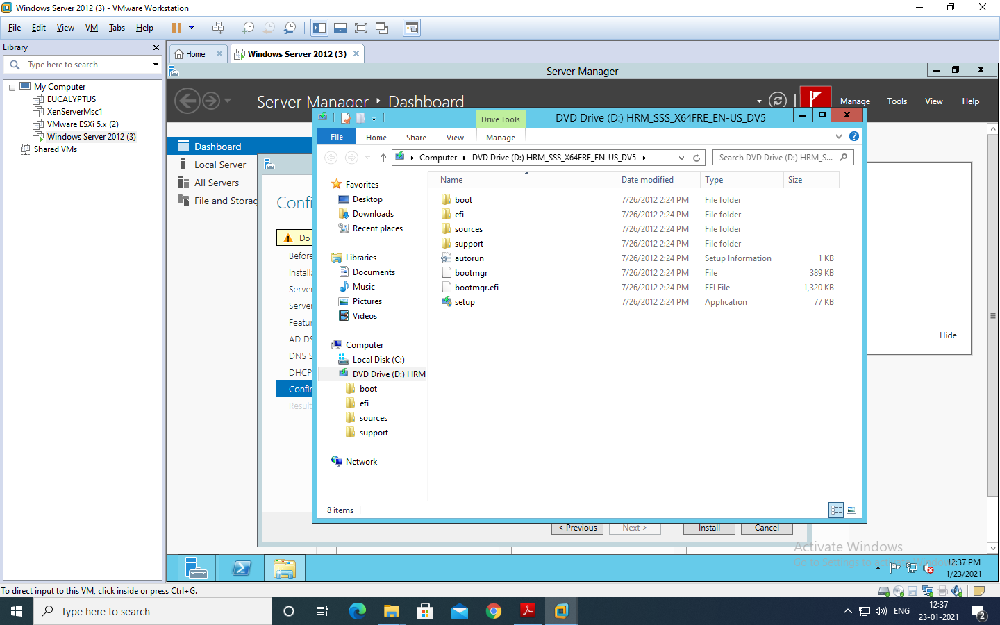 Windows Server 2012 (3) - VMware Workstation
File Edit View VM Tabs Help
Library
Type here to search
My Computer
EUCALYPTUS
XenServerMsc1
VMware ESXi 5.x (2)
Windows Server 2012 (3)
Shared VMs
Home
Windows Server 2012 (3)
Server Manager
Server Manager Dashboard
Manage Tools View Help
Dashboard
Local Server
All Servers
File and Storag
Confi
Do
Before
Install
Server
Server
Featur
AD DS
DNS S
DHCP
Confir
Result
Drive Tools
DVD Drive (D:) HRM_SSS_X64FRE_EN-US_DV5
File Home Share View Manage
Computer DVD Drive (D:) HRM_SSS_X64FRE_EN-US_DV5
Search DVD Drive (D:) HRM_S...
Favorites
Desktop
Downloads
Recent places
Libraries
Documents
Music
Pictures
Videos
Computer
Local Disk (C:)
DVD Drive (D:) HRM_
boot
efi
sources
support
Network
Name Date modified Type Size
boot 7/26/2012 2:24 PM File folder
efi 7/26/2012 2:24 PM File folder
sources 7/26/2012 2:24 PM File folder
support 7/26/2012 2:24 PM File folder
autorun 7/26/2012 2:24 PM Setup Information 1 KB
bootmgr 7/26/2012 2:24 PM File 389 KB
bootmgr.efi 7/26/2012 2:24 PM EFI File 1,320 KB
setup 7/26/2012 2:24 PM Application 77 KB
8 items
Hide
< Previous Next > Install Cancel
Activate Windows
Go to Settings to activate Windows.
12:37 PM
1/23/2021
To direct input to this VM, click inside or press Ctrl+G.
Type here to search
ENG
12:37
23-01-2021
2